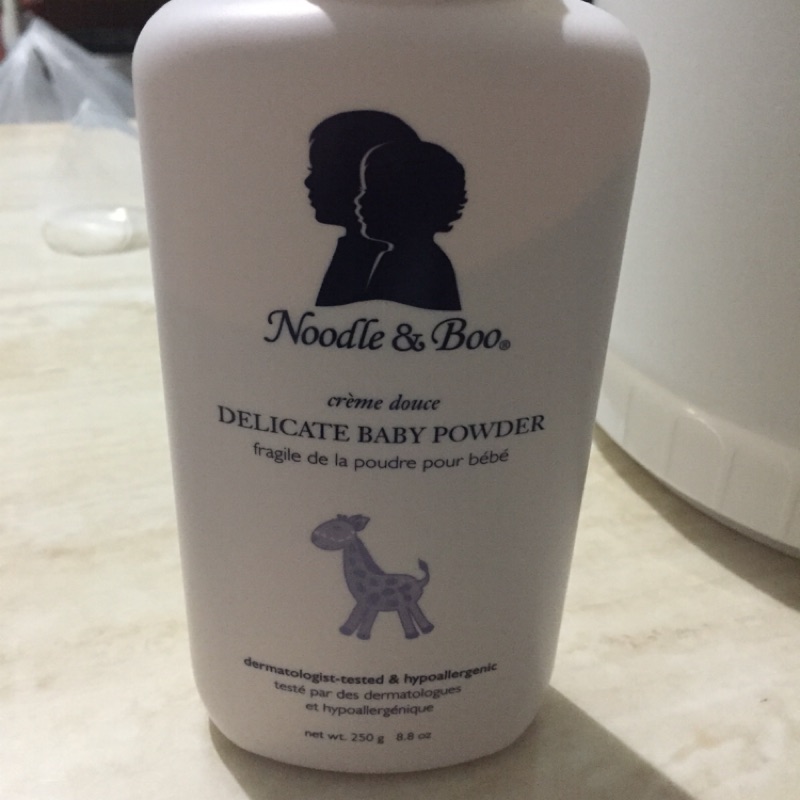 Noodle & Boo®
crème douce
DELICATE BABY POWDER
fragile de la poudre pour bébé
dermatologist-tested & hypoallergenic
testé par des dermatologues
et hypoallergénique
net wt. 250 g 8.8 oz